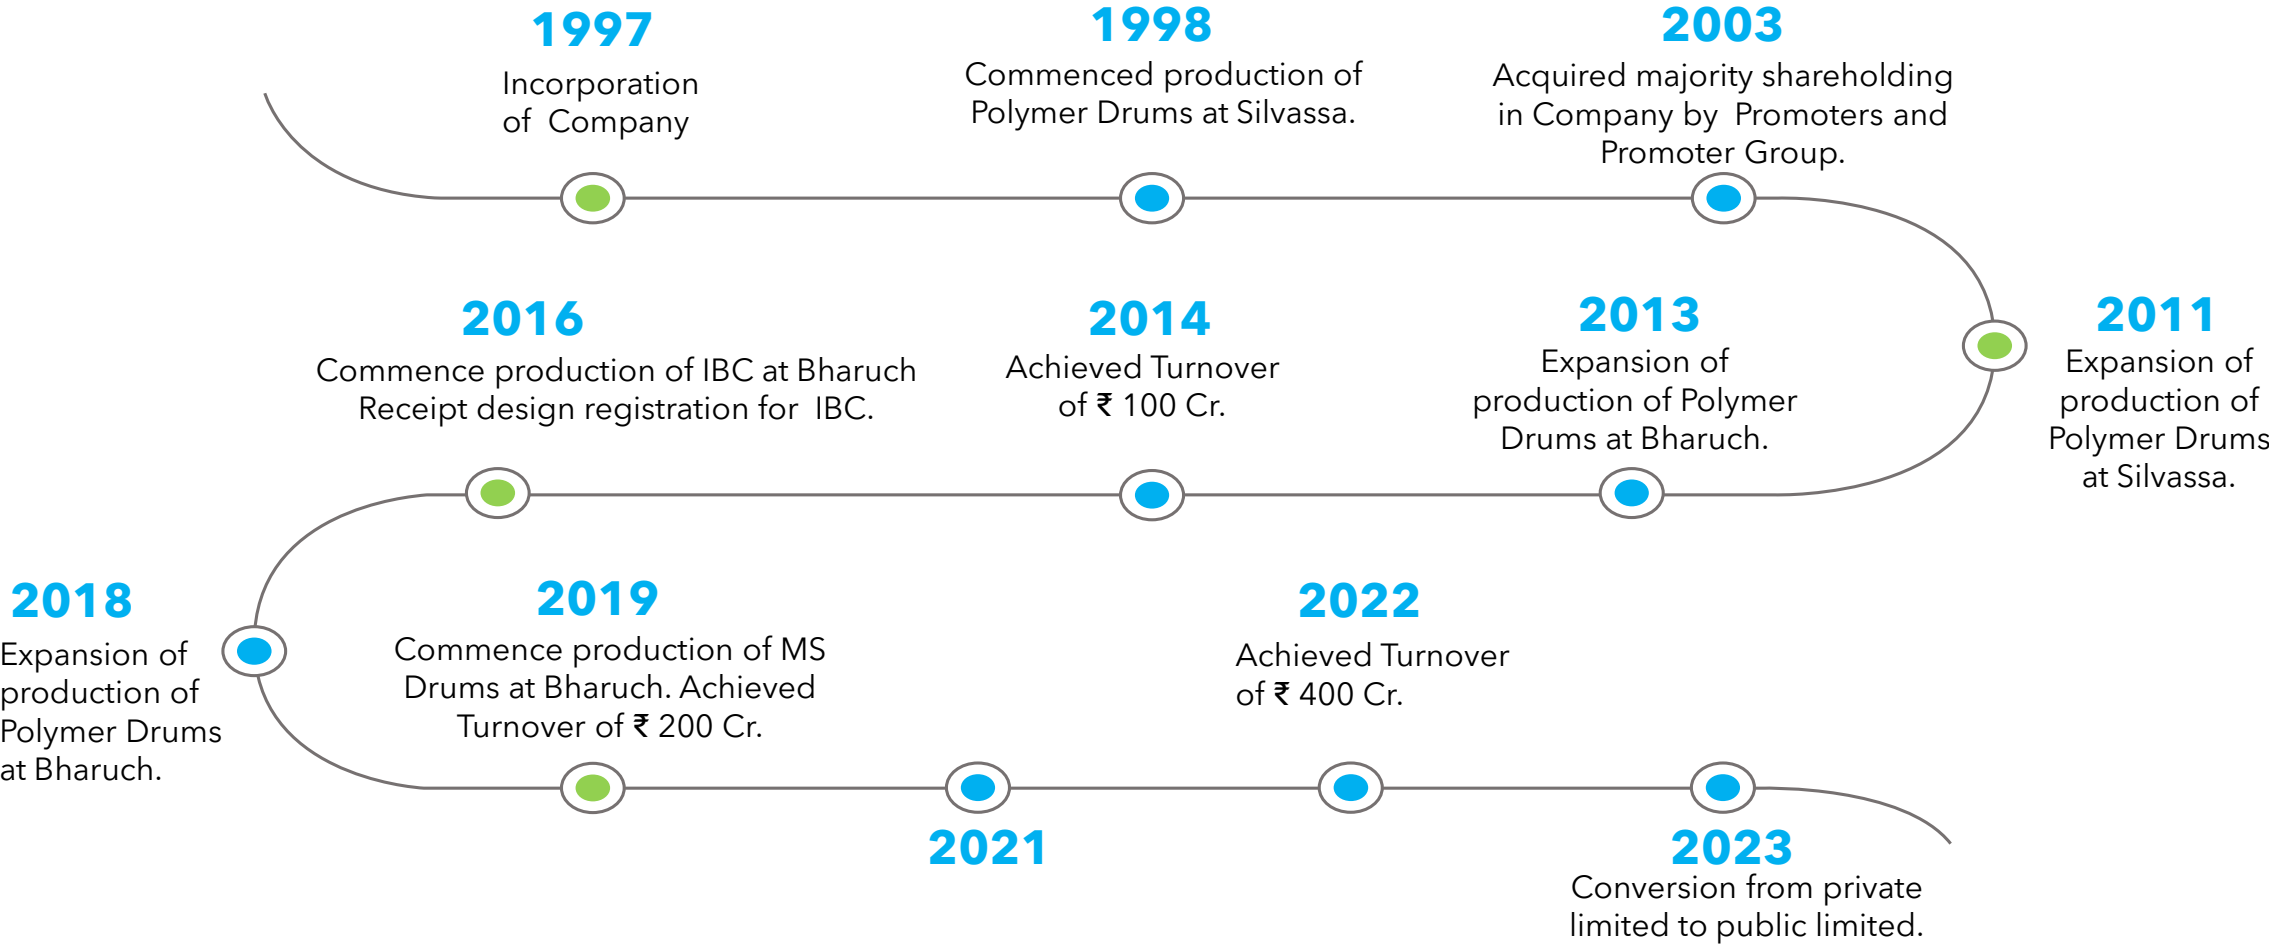 1997
Incorporation
of Company
1998
Commenced production of
Polymer Drums at Silvassa.
2003
Acquired majority shareholding
in Company by Promoters and
Promoter Group.
2011
Expansion of
production of
Polymer Drums
at Silvassa.
2013
Expansion of
production of Polymer
Drums at Bharuch.
2014
Achieved Turnover
of ₹ 100 Cr.
2016
Commence production of IBC at Bharuch
Receipt design registration for IBC.
2018
Expansion of
production of
Polymer Drums
at Bharuch.
2019
Commence production of MS
Drums at Bharuch. Achieved
Turnover of ₹ 200 Cr.
2021
2022
Achieved Turnover
of ₹ 400 Cr.
2023
Conversion from private
limited to public limited.